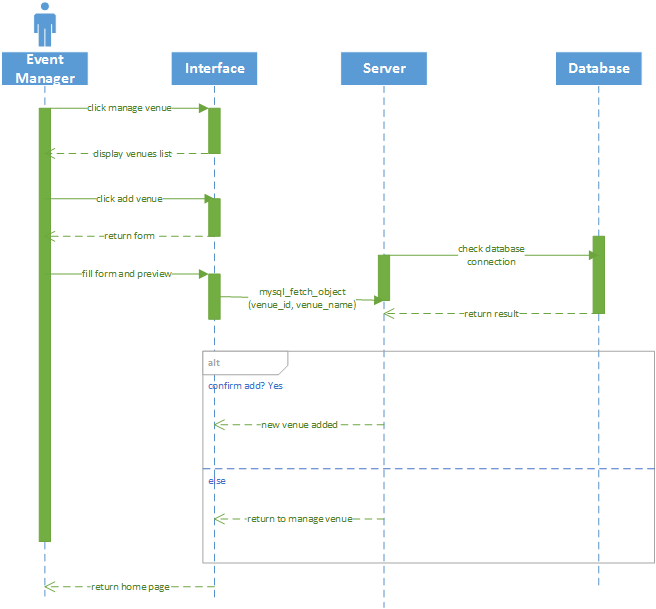 Event
Manager
Interface
Server
Database
click manage venue
display venues list
click add venue
return form
check database
connection
fill form and preview
mysql_fetch_object
(venue_id, venue_name)
return result
alt
confirm add? Yes
new venue added
else
return to manage venue
return home page